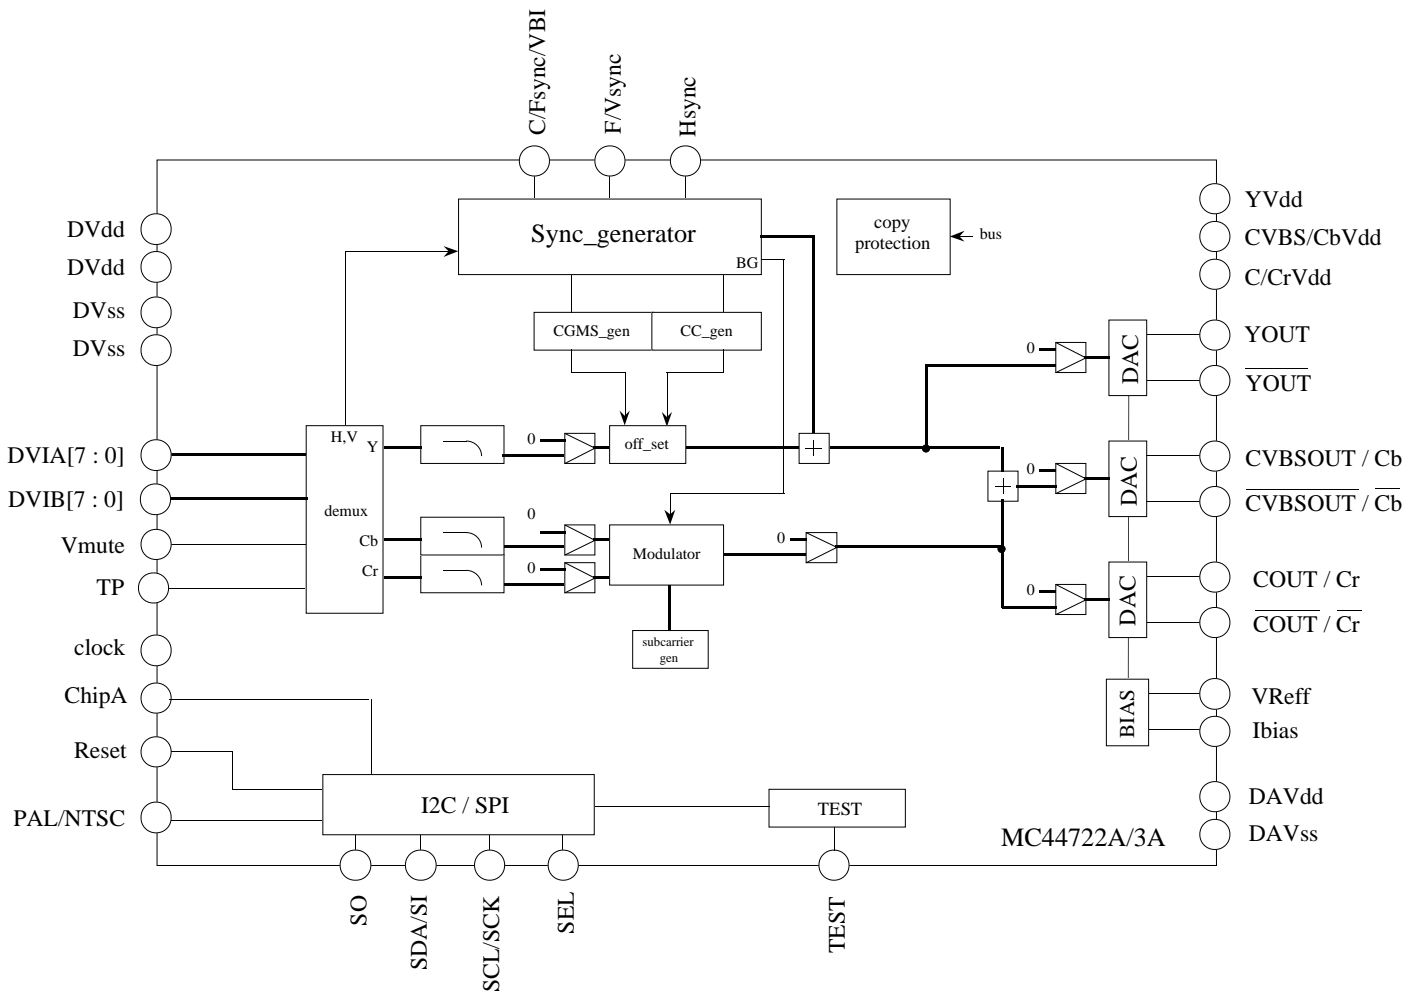 C/Fsync/VBI
F/Vsync
Hsync
DVdd
DVdd
DVss
DVss
DVIA[7 : 0]
DVIB[7 : 0]
Vmute
TP
clock
ChipA
Reset
PAL/NTSC
Sync_generator
BG
copy
protection
bus
CGMS_gen
CC_gen
H,V
Y
demux
Cb
Cr
0
off_set
0
0
Modulator
0
subcarrier
gen
0
DAC
0
DAC
0
DAC
BIAS
I2C / SPI
TEST
MC44722A/3A
YVdd
CVBS/CbVdd
C/CrVdd
YOUT
YOUT
CVBSOUT / Cb
CVBSOUT / Cb
COUT / Cr
COUT / Cr
VReff
Ibias
DAVdd
DAVss
SO
SDA/SI
SCL/SCK
SEL
TEST